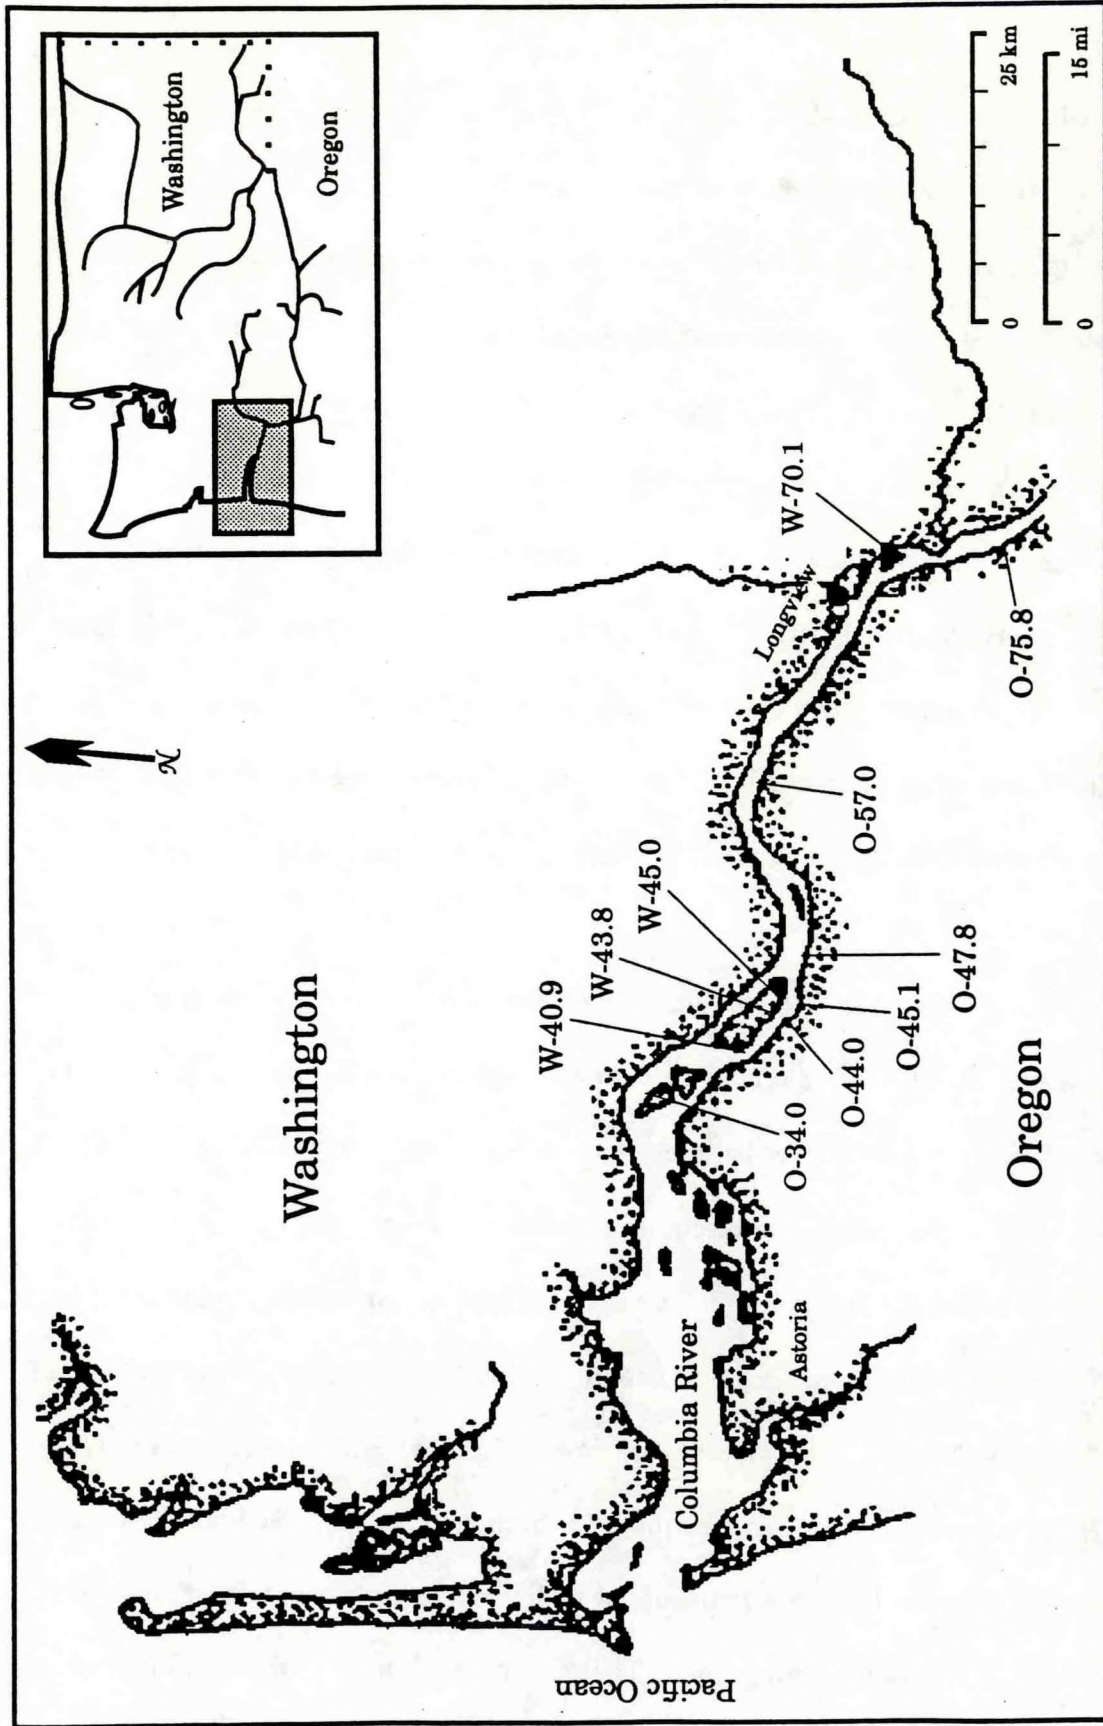 Washington
Oregon
N
Washington
W-40.9
W-43.8
W-45.0
Longview
W-70.1
Pacific Ocean
Columbia River
Astoria
O-34.0
O-44.0
O-45.1
O-47.8
O-57.0
O-75.8
Oregon
0
25 km
0
15 mi